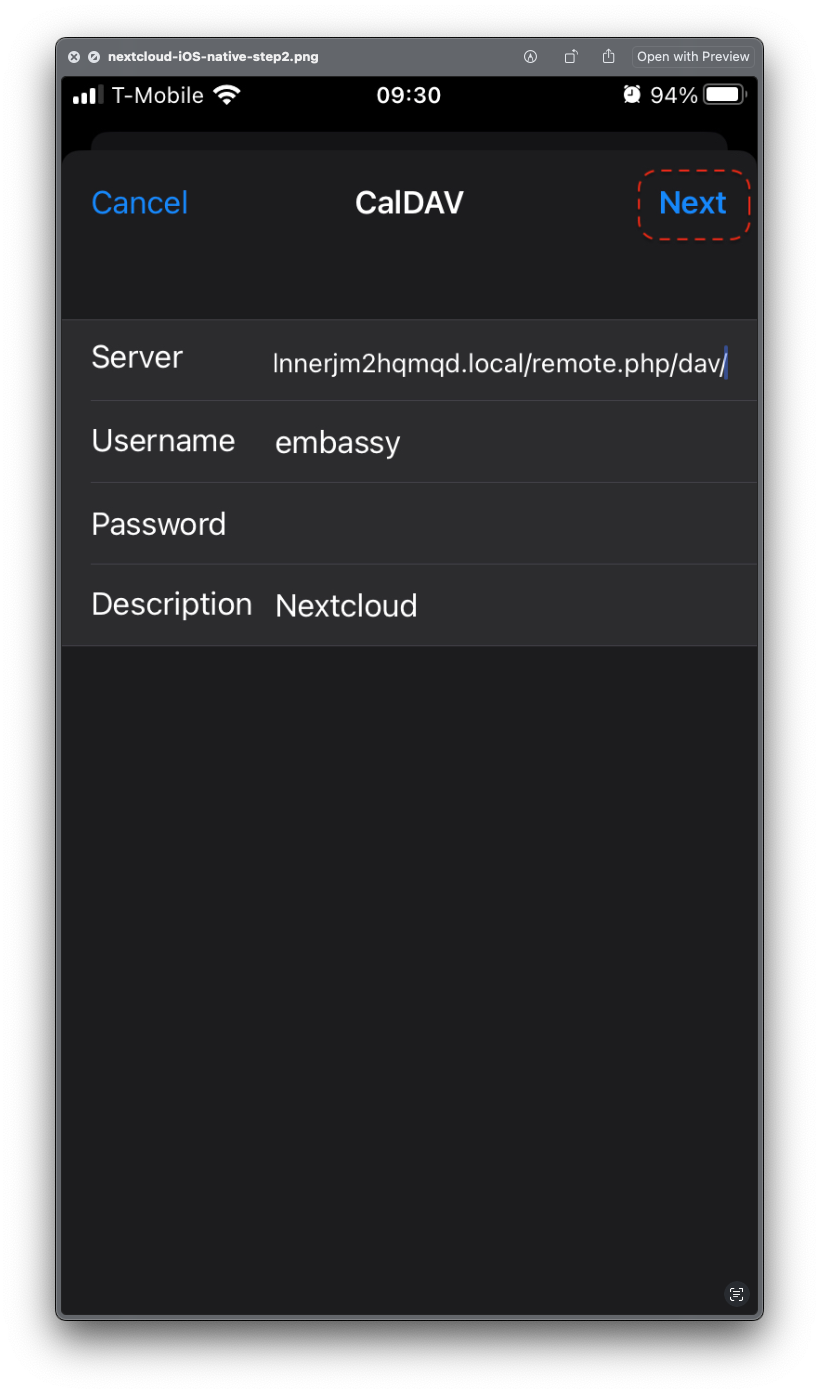 nextcloud-iOS-native-step2.png Open with Preview
T-Mobile 09:30 94%
Cancel CalDAV Next
Server lnnerjm2hqmqd.local/remote.php/dav/
Username embassy
Password
Description Nextcloud